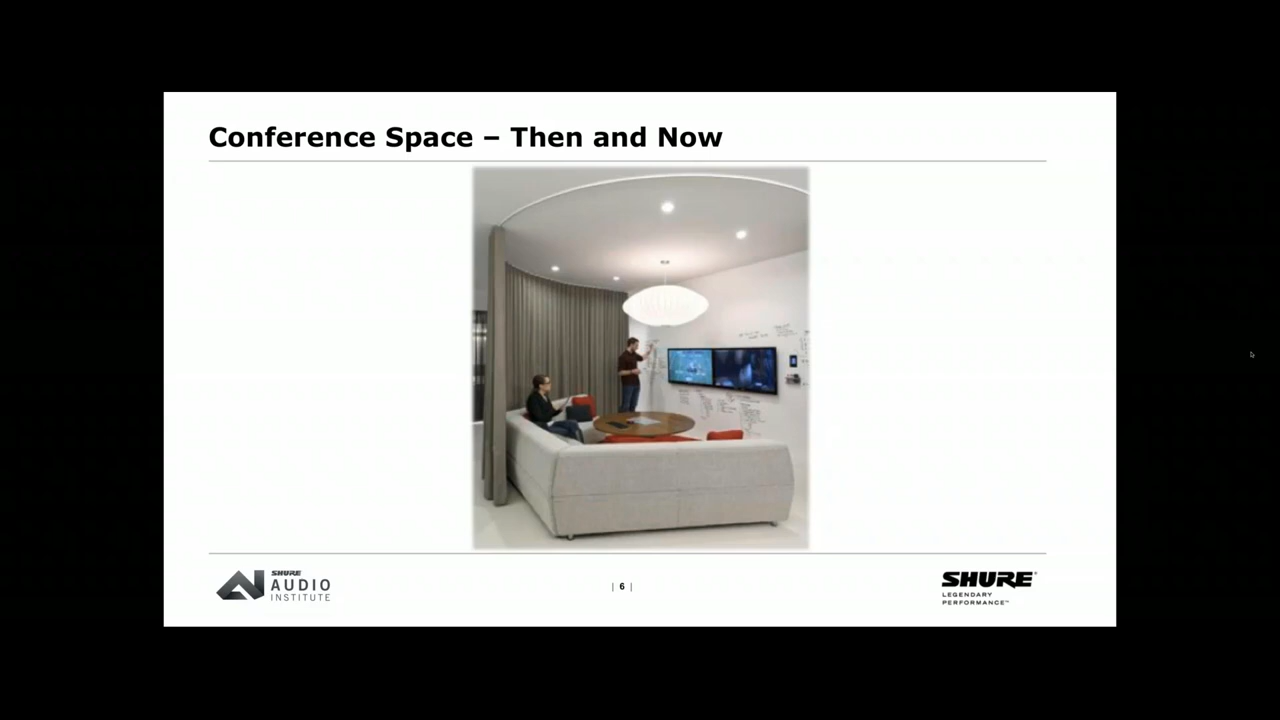 Conference Space – Then and Now
SHURE
AUDIO
INSTITUTE
| 6 |
SHURE®
LEGENDARY
PERFORMANCE™